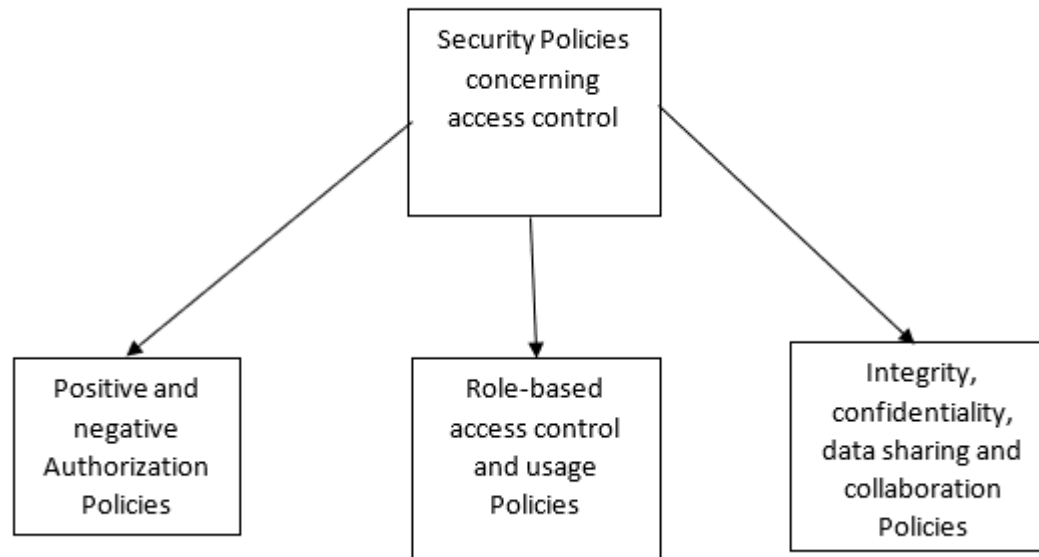 Security Policies
concerning
access control
Positive and
negative
Authorization
Policies
Role-based
access control
and usage
Policies
Integrity,
confidentiality,
data sharing and
collaboration
Policies